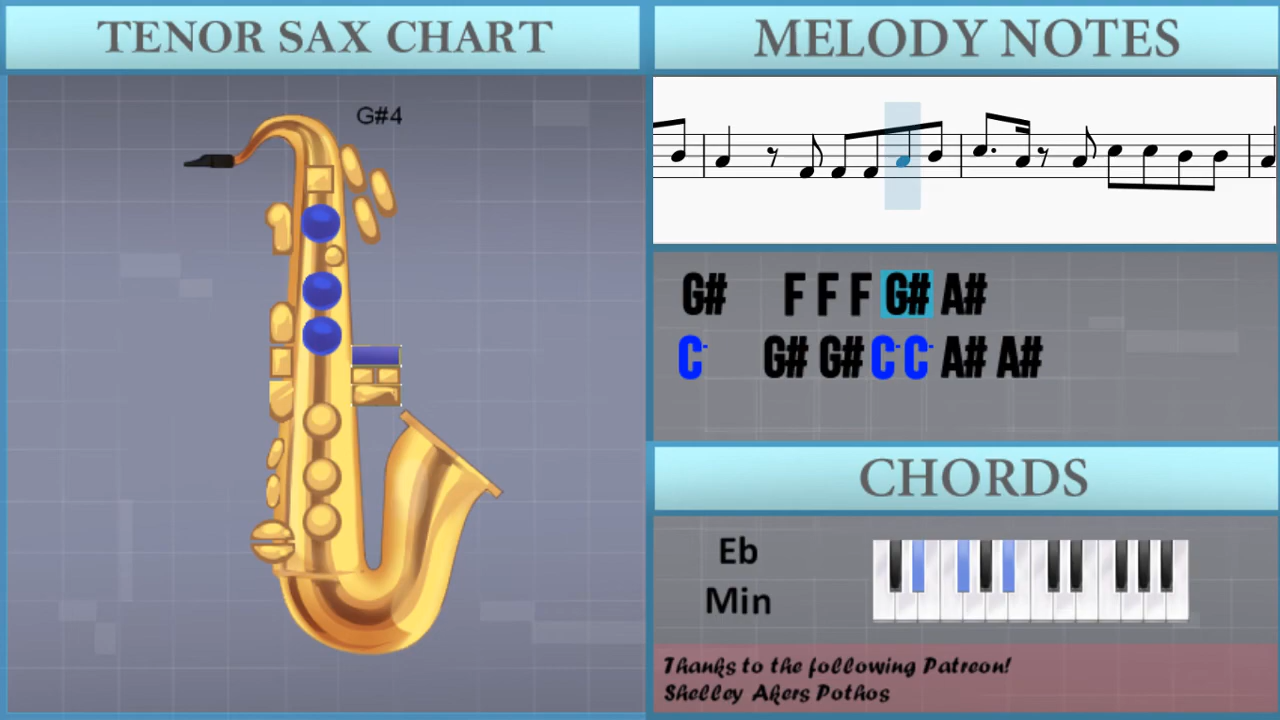 TENOR SAX CHART
G#4
MELODY NOTES
G# F F F G# A#
C- G# G# C- C- A# A#
CHORDS
Eb
Min
Thanks to the following Patreon!
Shelley Akers Pothos